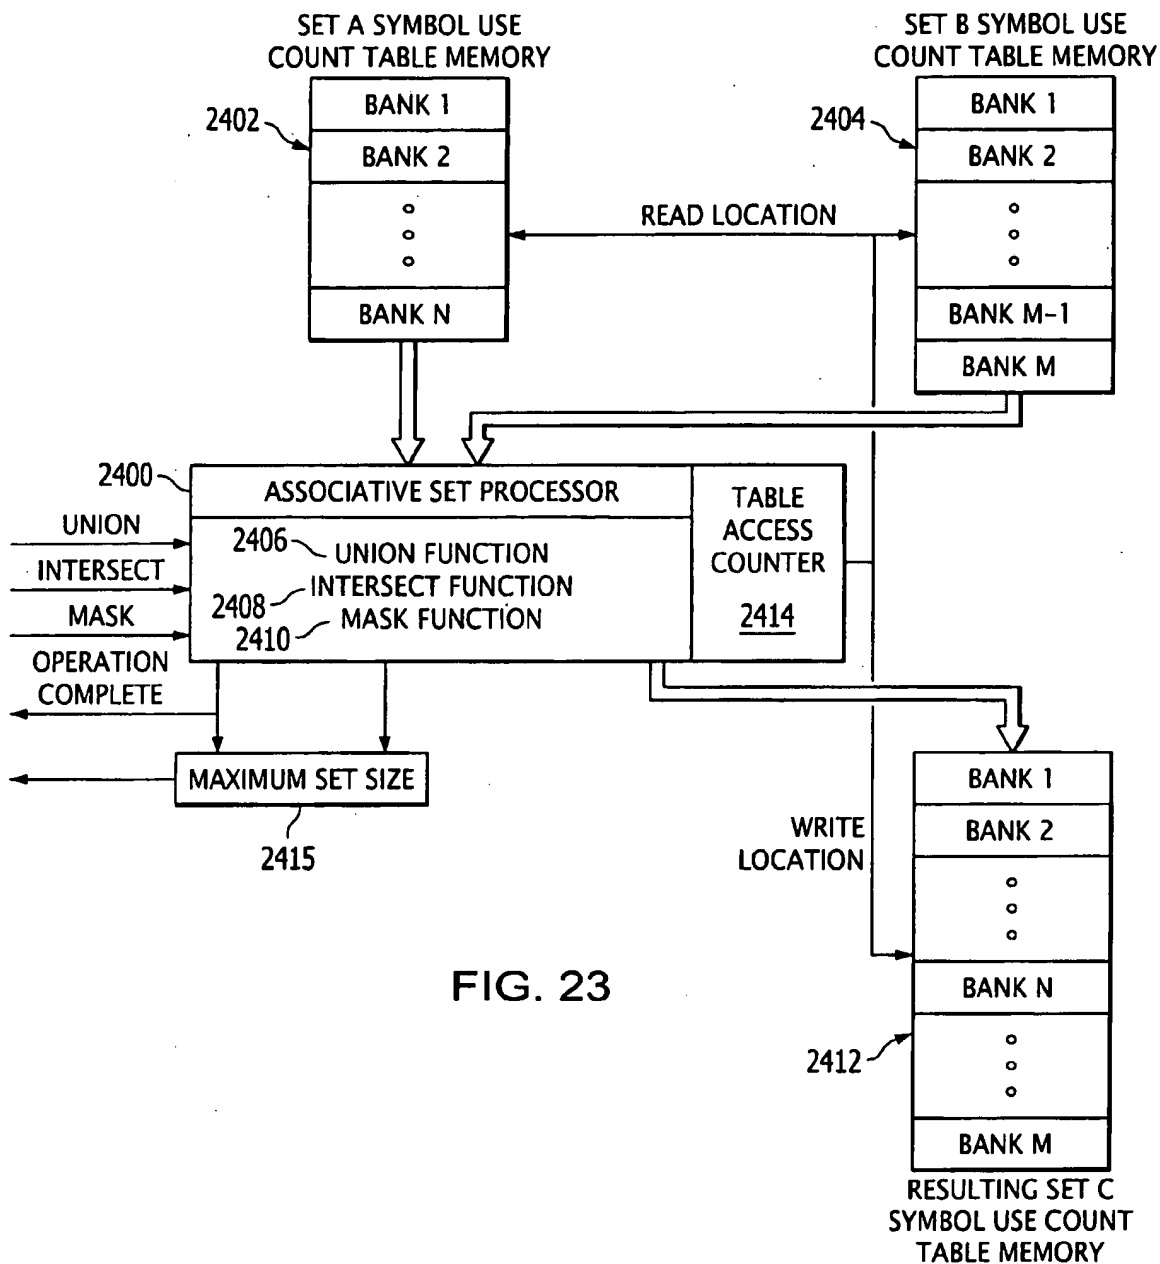 SET A SYMBOL USE
COUNT TABLE MEMORY
BANK 1
2402
BANK 2
BANK N
SET B SYMBOL USE
COUNT TABLE MEMORY
BANK 1
2404
BANK 2
BANK M-1
BANK M
READ LOCATION
2400
ASSOCIATIVE SET PROCESSOR
UNION
INTERSECT
MASK
2406
UNION FUNCTION
2408
INTERSECT FUNCTION
2410
MASK FUNCTION
TABLE
ACCESS
COUNTER
2414
OPERATION
COMPLETE
MAXIMUM SET SIZE
2415
WRITE
LOCATION
BANK 1
BANK 2
BANK N
2412
BANK M
RESULTING SET C
SYMBOL USE COUNT
TABLE MEMORY
FIG. 23